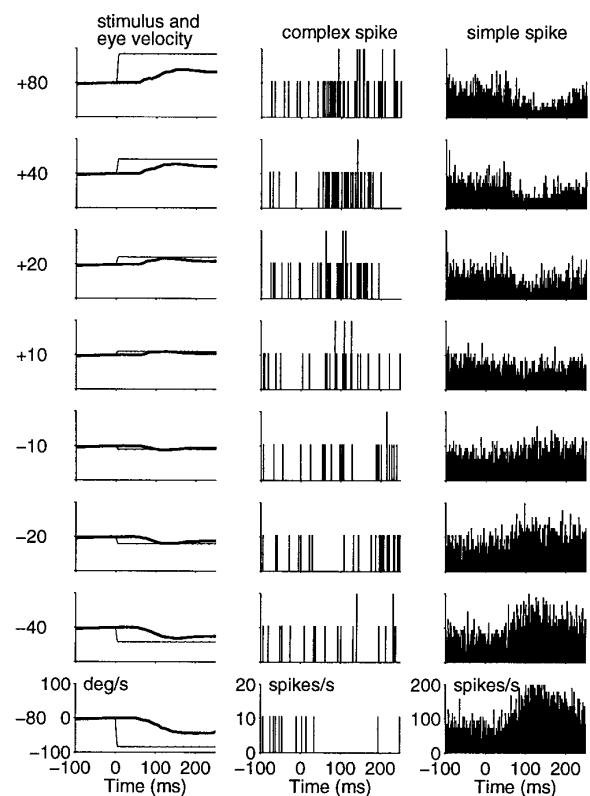 stimulus and
eye velocity
complex spike
simple spike
+80
+40
+20
+10
−10
−20
−40
−80
100
deg/s
0
−100
20
spikes/s
10
0
200
spikes/s
100
0
−100 0 100 200
−100 0 100 200
−100 0 100 200
Time (ms)
Time (ms)
Time (ms)